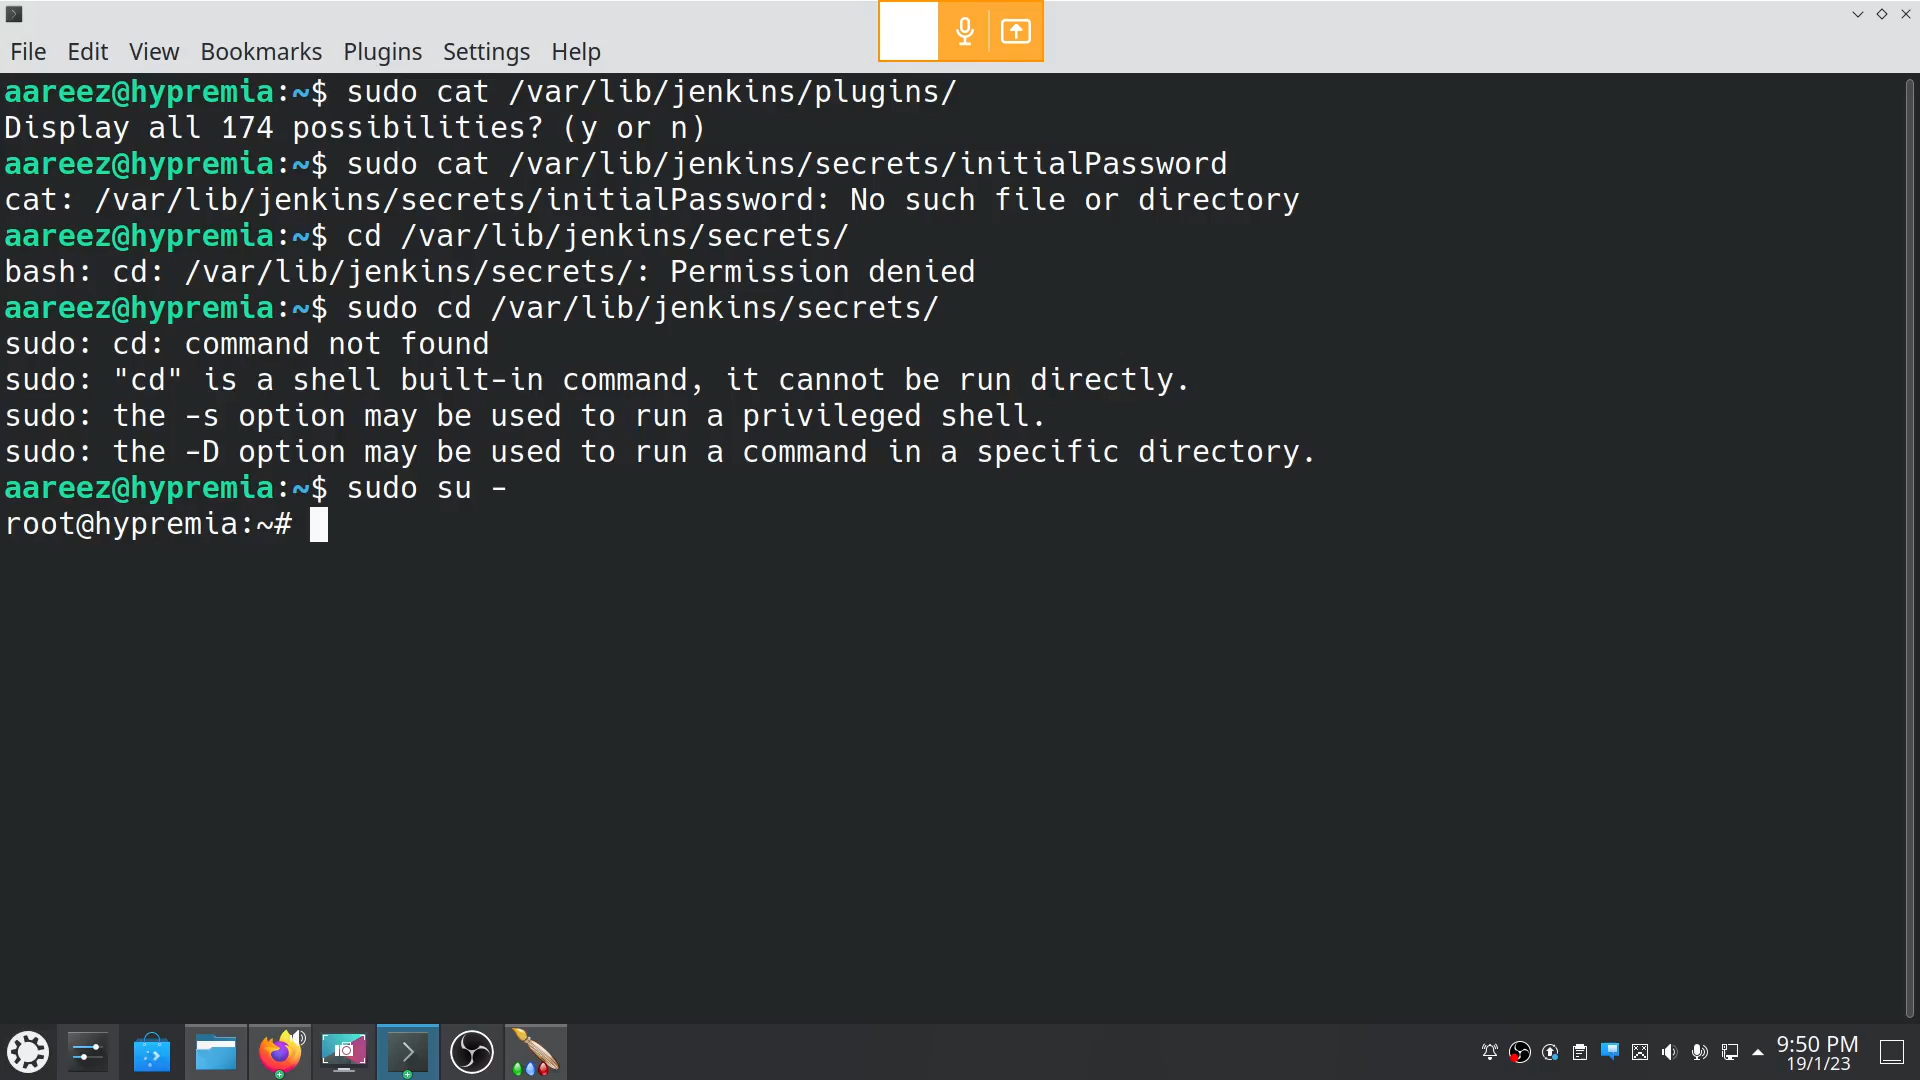 File Edit View Bookmarks Plugins Settings Help
aareez@hypremia:~$ sudo cat /var/lib/jenkins/plugins/
Display all 174 possibilities? (y or n)
aareez@hypremia:~$ sudo cat /var/lib/jenkins/secrets/initialPassword
cat: /var/lib/jenkins/secrets/initialPassword: No such file or directory
aareez@hypremia:~$ cd /var/lib/jenkins/secrets/
bash: cd: /var/lib/jenkins/secrets/: Permission denied
aareez@hypremia:~$ sudo cd /var/lib/jenkins/secrets/
sudo: cd: command not found
sudo: "cd" is a shell built-in command, it cannot be run directly.
sudo: the -s option may be used to run a privileged shell.
sudo: the -D option may be used to run a command in a specific directory.
aareez@hypremia:~$ sudo su -
root@hypremia:~#
9:50 PM
19/1/23